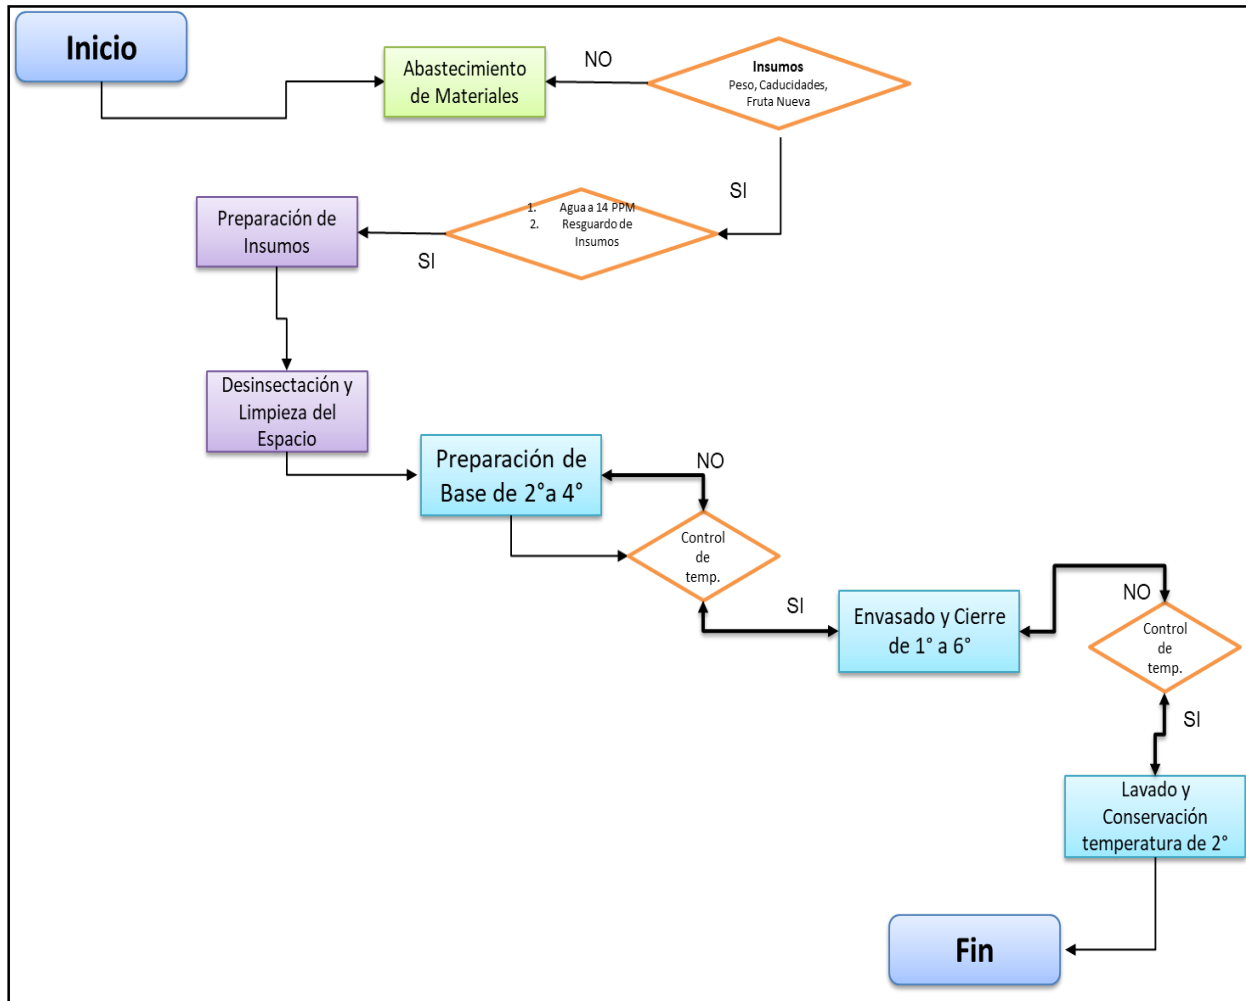 Inicio
Abastecimiento
de Materiales
NO
Insumos
Peso, Caducidades,
Fruta Nueva
SI
1. Agua a 14 PPM
2. Resguardo de
Insumos
SI
Preparación de
Insumos
Desinsectación y
Limpieza del
Espacio
Preparación de
Base de 2°a 4°
NO
Control
de
temp.
SI
Envasado y Cierre
de 1° a 6°
NO
Control
de
temp.
SI
Lavado y
Conservación
temperatura de 2°
Fin